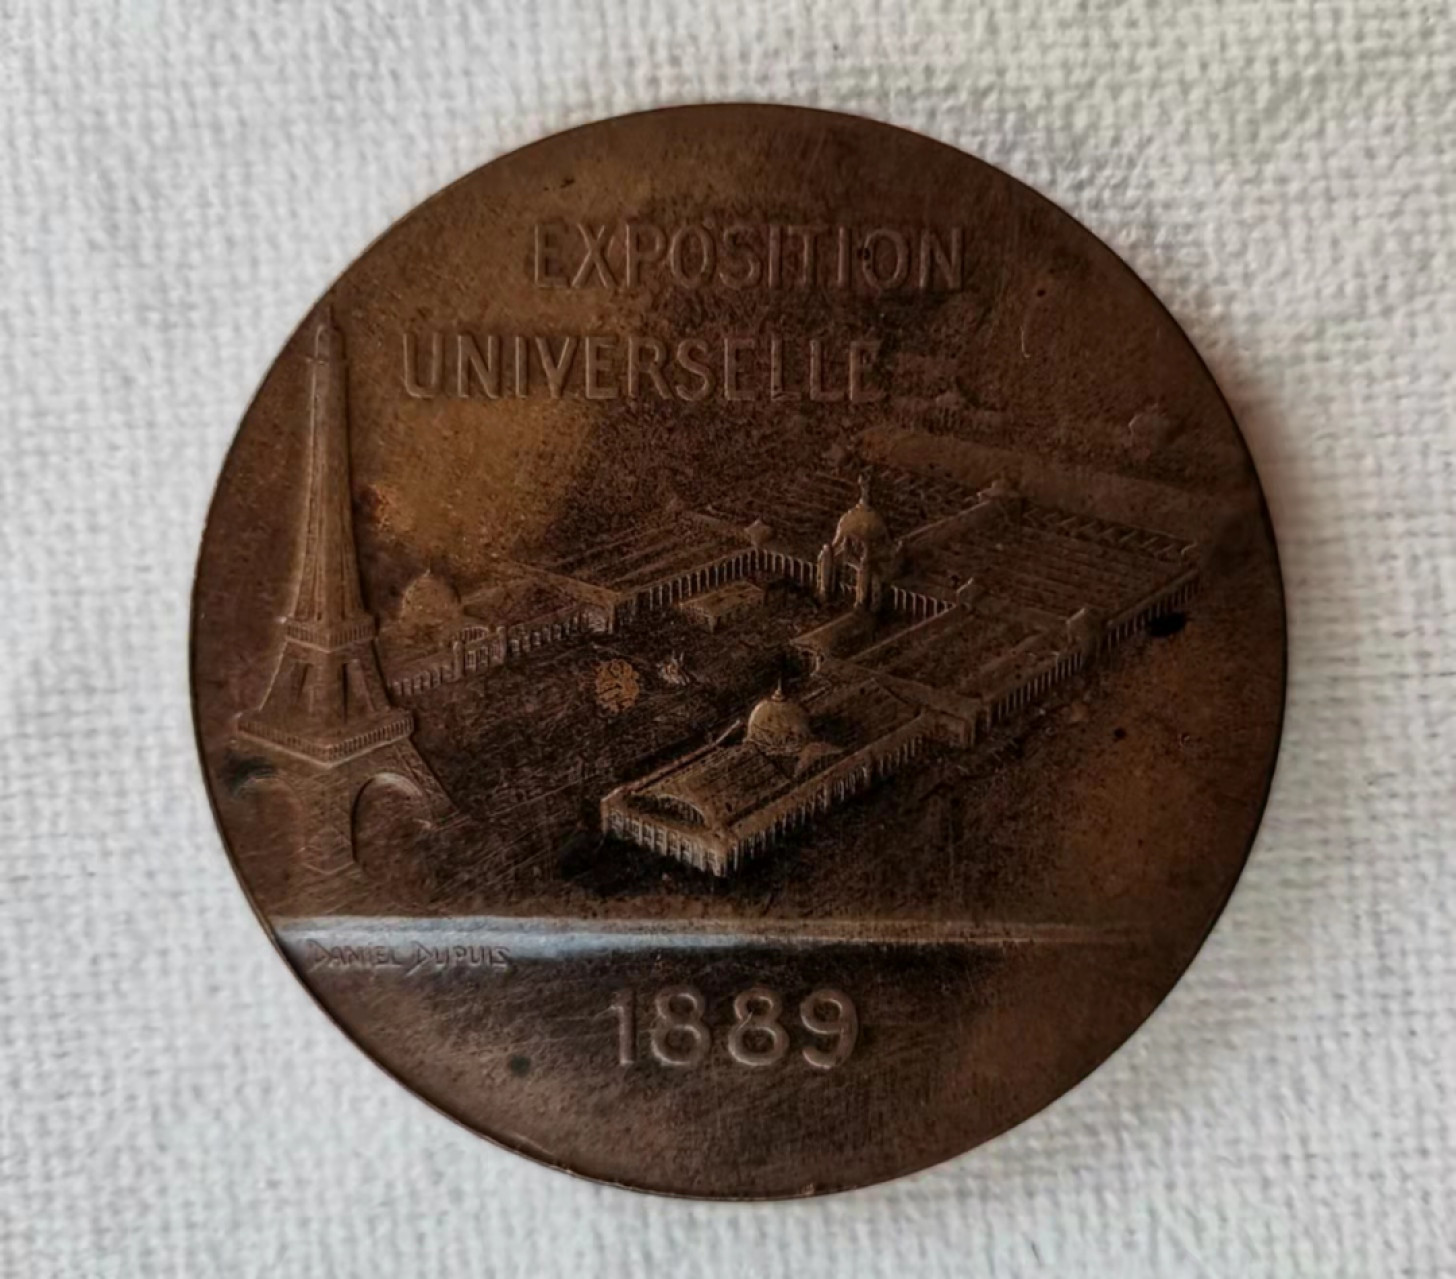 EXPOSITION
UNIVERSELLE
DANIEL DUPUIS
1889